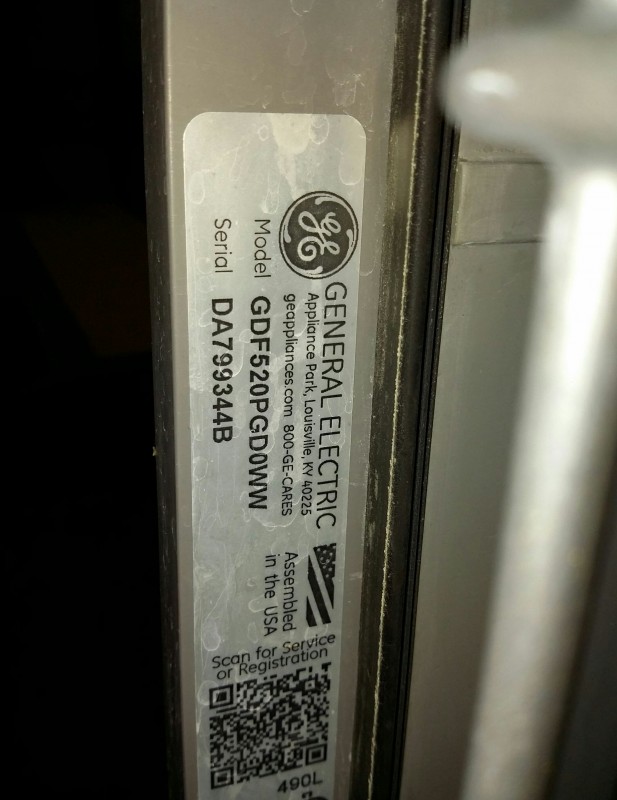 GE
GENERAL ELECTRIC
Appliance Park, Louisville, KY 40225
geappliances.com 800-GE-CARES
Model GDF520PGD0WW
Serial DA799344B
Assembled
in the USA
Scan for Service
or Registration
490L